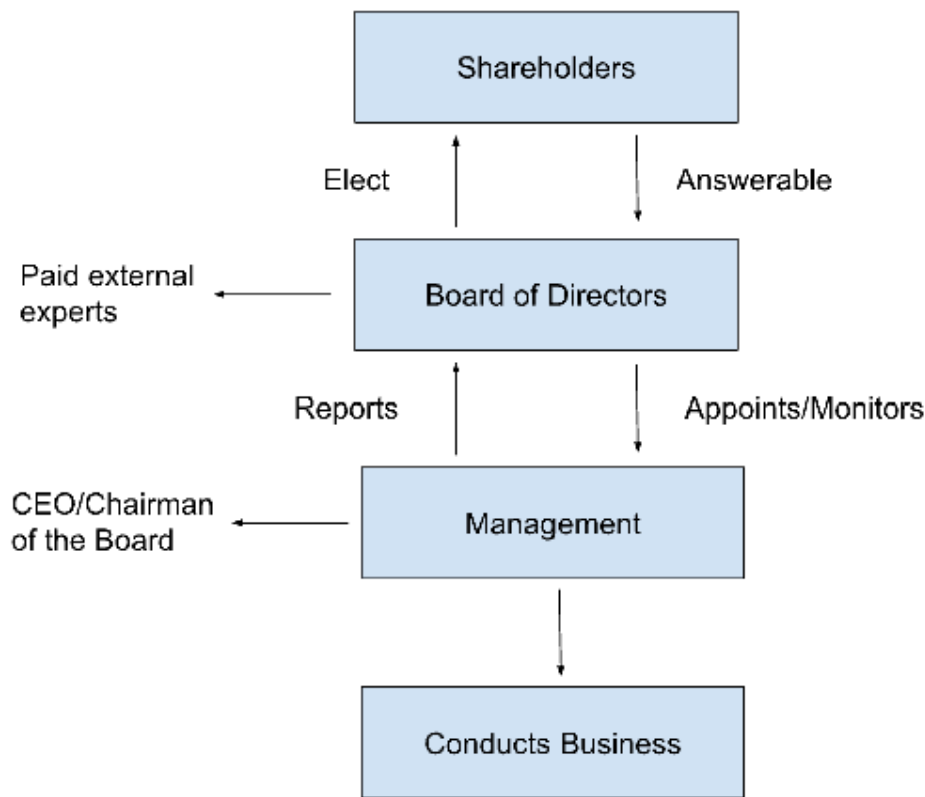 Shareholders
Elect
Answerable
Paid external
experts
Board of Directors
Reports
Appoints/Monitors
CEO/Chairman
of the Board
Management
Conducts Business